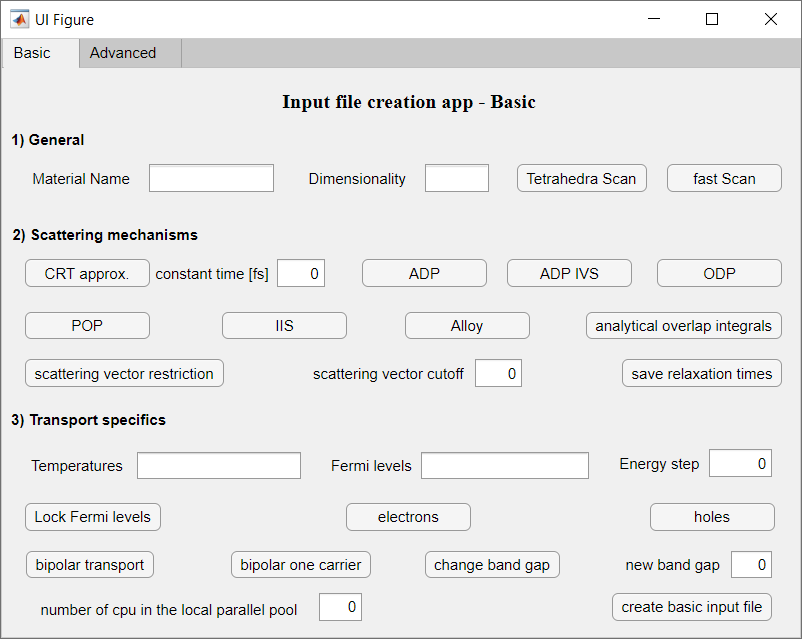 UI Figure
Basic Advanced
Input file creation app - Basic
1) General
Material Name Dimensionality Tetrahedra Scan fast Scan
2) Scattering mechanisms
CRT approx. constant time [fs] 0 ADP ADP IVS ODP
POP IIS Alloy analytical overlap integrals
scattering vector restriction scattering vector cutoff 0 save relaxation times
3) Transport specifics
Temperatures Fermi levels Energy step 0
Lock Fermi levels electrons holes
bipolar transport bipolar one carrier change band gap new band gap 0
number of cpu in the local parallel pool 0 create basic input file